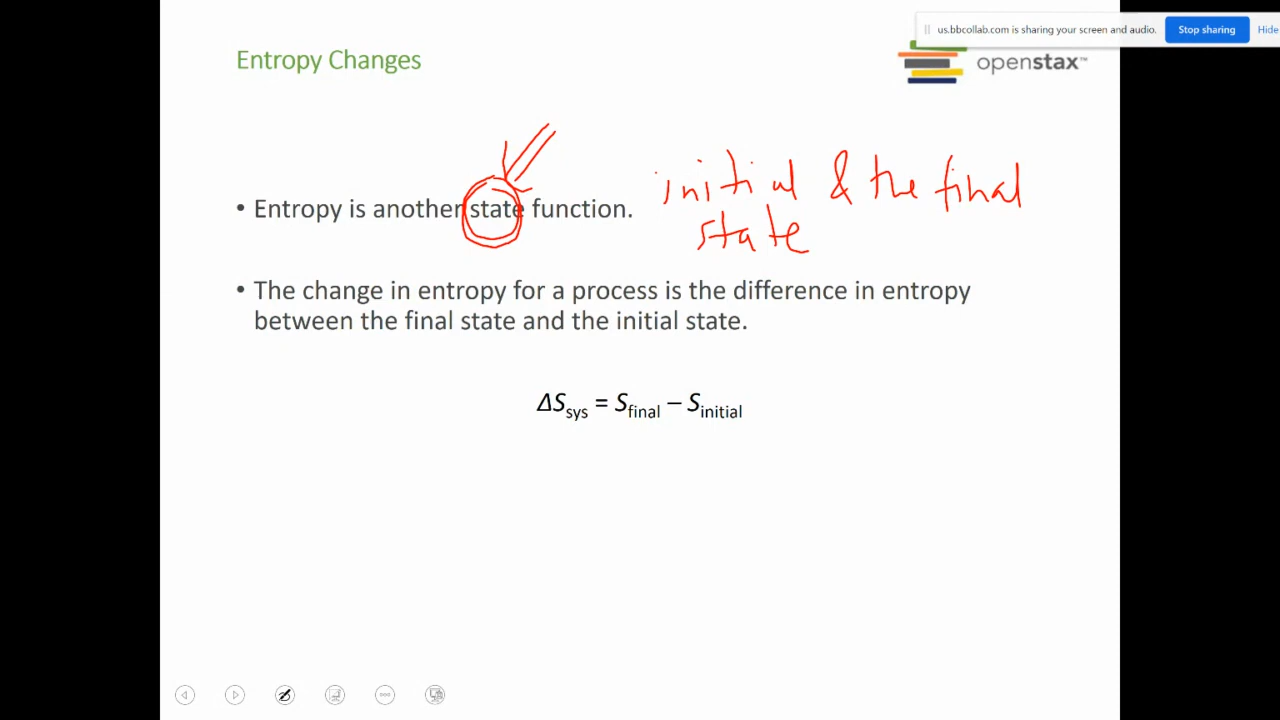 us.bbcollab.com is sharing your screen and audio. Stop sharing Hide
Entropy Changes
openstax™
initial & the final
• Entropy is another state function.
state
• The change in entropy for a process is the difference in entropy
between the final state and the initial state.
ΔSsys = Sfinal – Sinitial